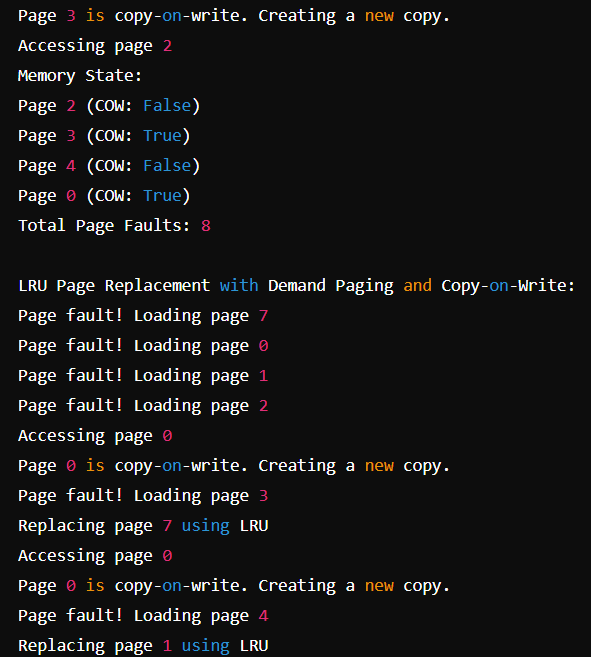 Page 3 is copy-on-write. Creating a new copy.
Accessing page 2
Memory State:
Page 2 (COW: False)
Page 3 (COW: True)
Page 4 (COW: False)
Page 0 (COW: True)
Total Page Faults: 8
LRU Page Replacement with Demand Paging and Copy-on-Write:
Page fault! Loading page 7
Page fault! Loading page 0
Page fault! Loading page 1
Page fault! Loading page 2
Accessing page 0
Page 0 is copy-on-write. Creating a new copy.
Page fault! Loading page 3
Replacing page 7 using LRU
Accessing page 0
Page 0 is copy-on-write. Creating a new copy.
Page fault! Loading page 4
Replacing page 1 using LRU